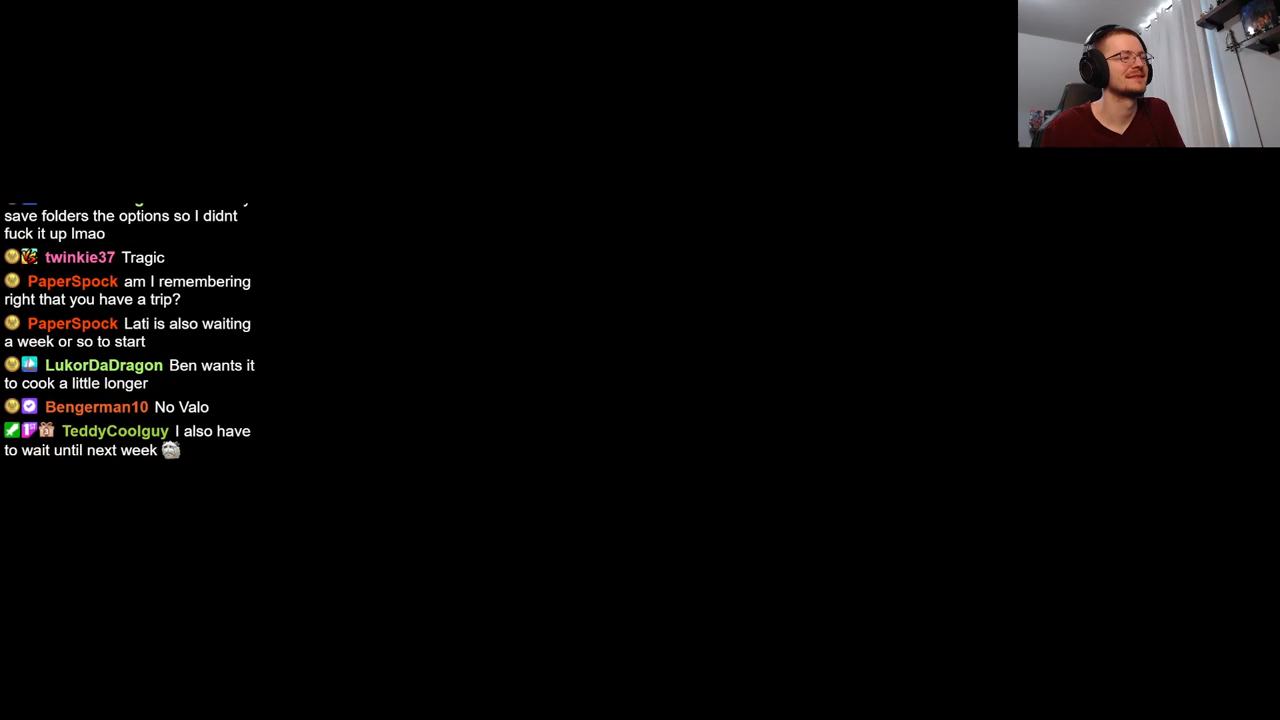 save folders the options so I didnt
fuck it up lmao
twinkie37 Tragic
PaperSpock am I remembering
right that you have a trip?
PaperSpock Lati is also waiting
a week or so to start
LukorDaDragon Ben wants it
to cook a little longer
Bengerman10 No Valo
TeddyCoolguy I also have
to wait until next week